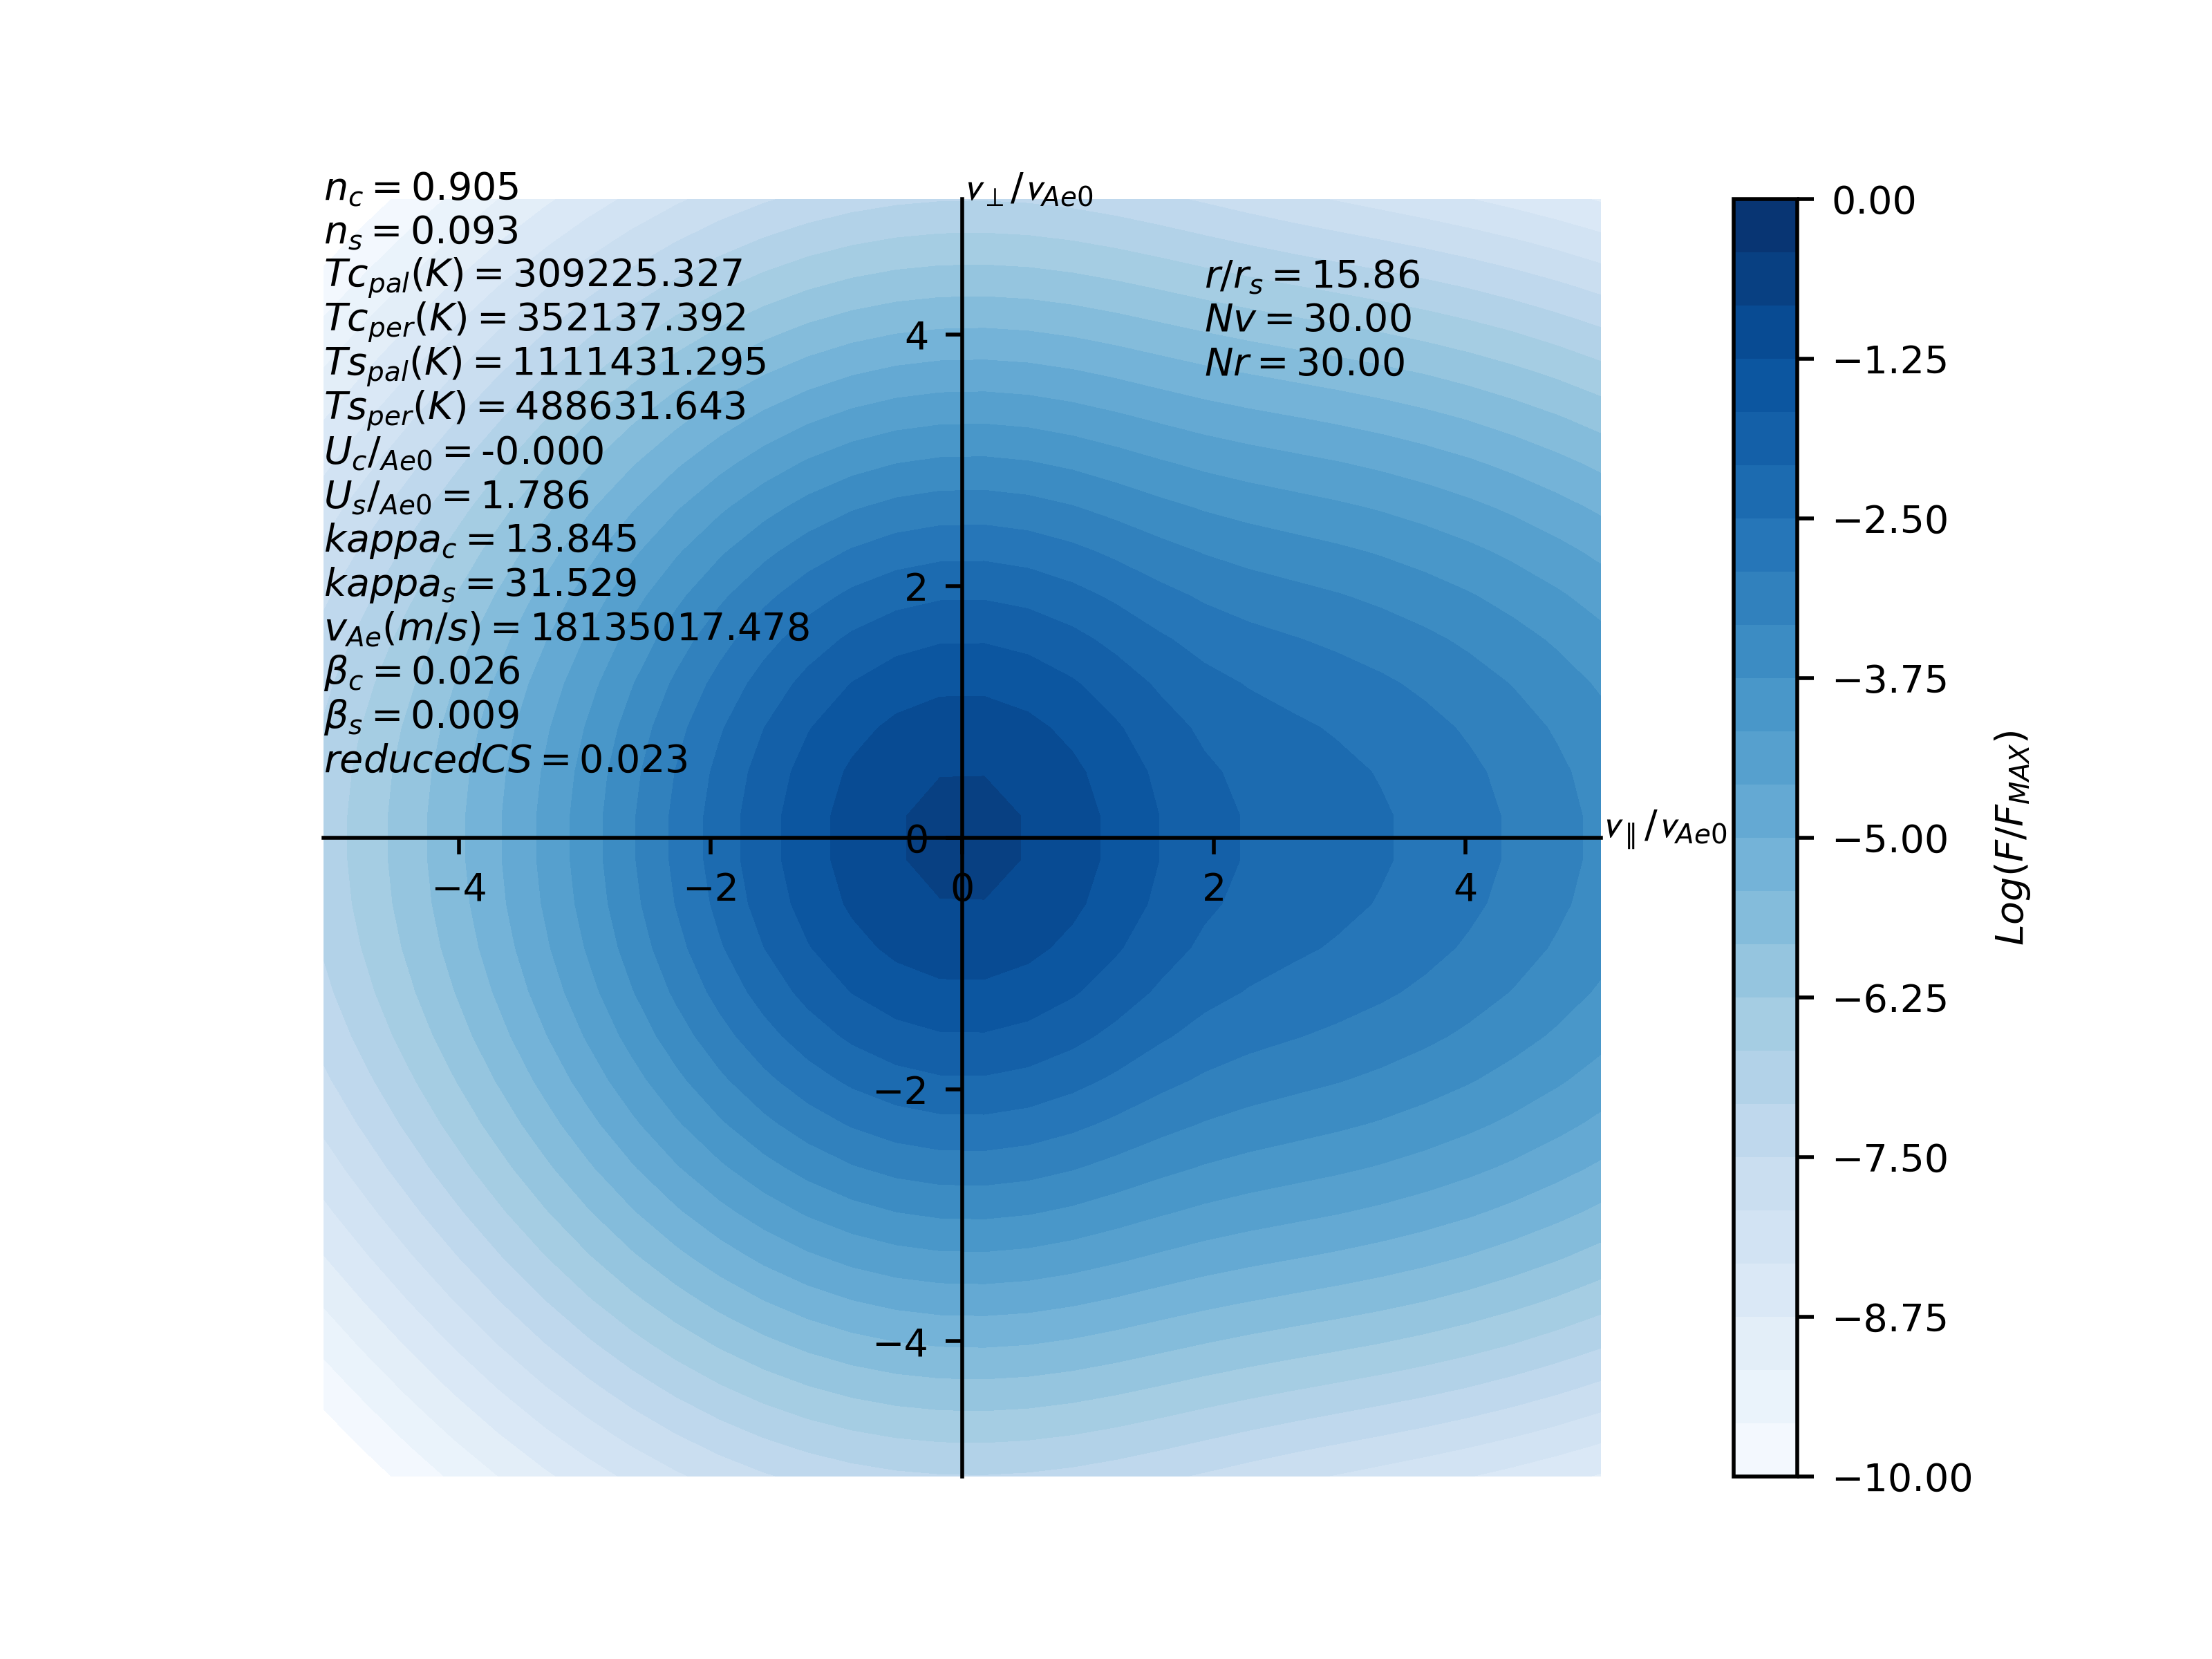 n_c = 0.905
n_s = 0.093
Tc_pal(K) = 309225.327
Tc_per(K) = 352137.392
Ts_pal(K) = 1111431.295
Ts_per(K) = 488631.643
U_c/_Ae0 = -0.000
U_s/_Ae0 = 1.786
kappa_c = 13.845
kappa_s = 31.529
v_Ae(m/s) = 18135017.478
β_c = 0.026
β_s = 0.009
reducedCS = 0.023
v_⊥/v_Ae0
r/r_s = 15.86
Nv = 30.00
Nr = 30.00
4
2
0
−2
−4
−4
−2
0
2
4
v_∥/v_Ae0
0.00
−1.25
−2.50
−3.75
−5.00
−6.25
−7.50
−8.75
−10.00
Log(F/F_MAX)